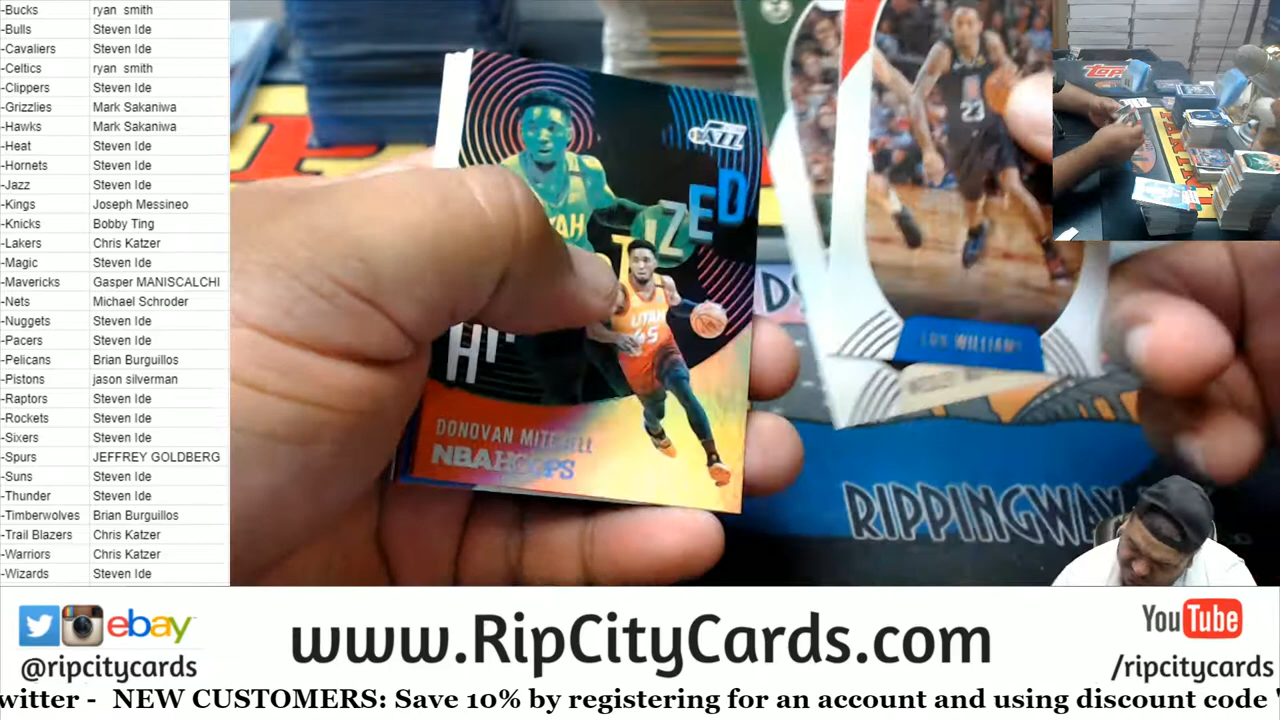 -Bucks ryan smith
-Bulls Steven Ide
-Cavaliers Steven Ide
-Celtics ryan smith
-Clippers Steven Ide
-Grizzlies Mark Sakaniwa
-Hawks Mark Sakaniwa
-Heat Steven Ide
-Hornets Steven Ide
-Jazz Steven Ide
-Kings Joseph Messineo
-Knicks Bobby Ting
-Lakers Chris Katzer
-Magic Steven Ide
-Mavericks Gasper MANISCALCHI
-Nets Michael Schroder
-Nuggets Steven Ide
-Pacers Steven Ide
-Pelicans Brian Burguillos
-Pistons jason silverman
-Raptors Steven Ide
-Rockets Steven Ide
-Sixers Steven Ide
-Spurs JEFFREY GOLDBERG
-Suns Steven Ide
-Thunder Steven Ide
-Timberwolves Brian Burguillos
-Trail Blazers Chris Katzer
-Warriors Chris Katzer
-Wizards Steven Ide
JAZZ
ZED
UTAH
45
DONOVAN MITCHELL
NBA HOOPS
23
LOU WILLIAMS
RIPPINGWAX
topps
ebay
@ripcitycards
www.RipCityCards.com
YouTube
/ripcitycards
witter - NEW CUSTOMERS: Save 10% by registering for an account and using discount code